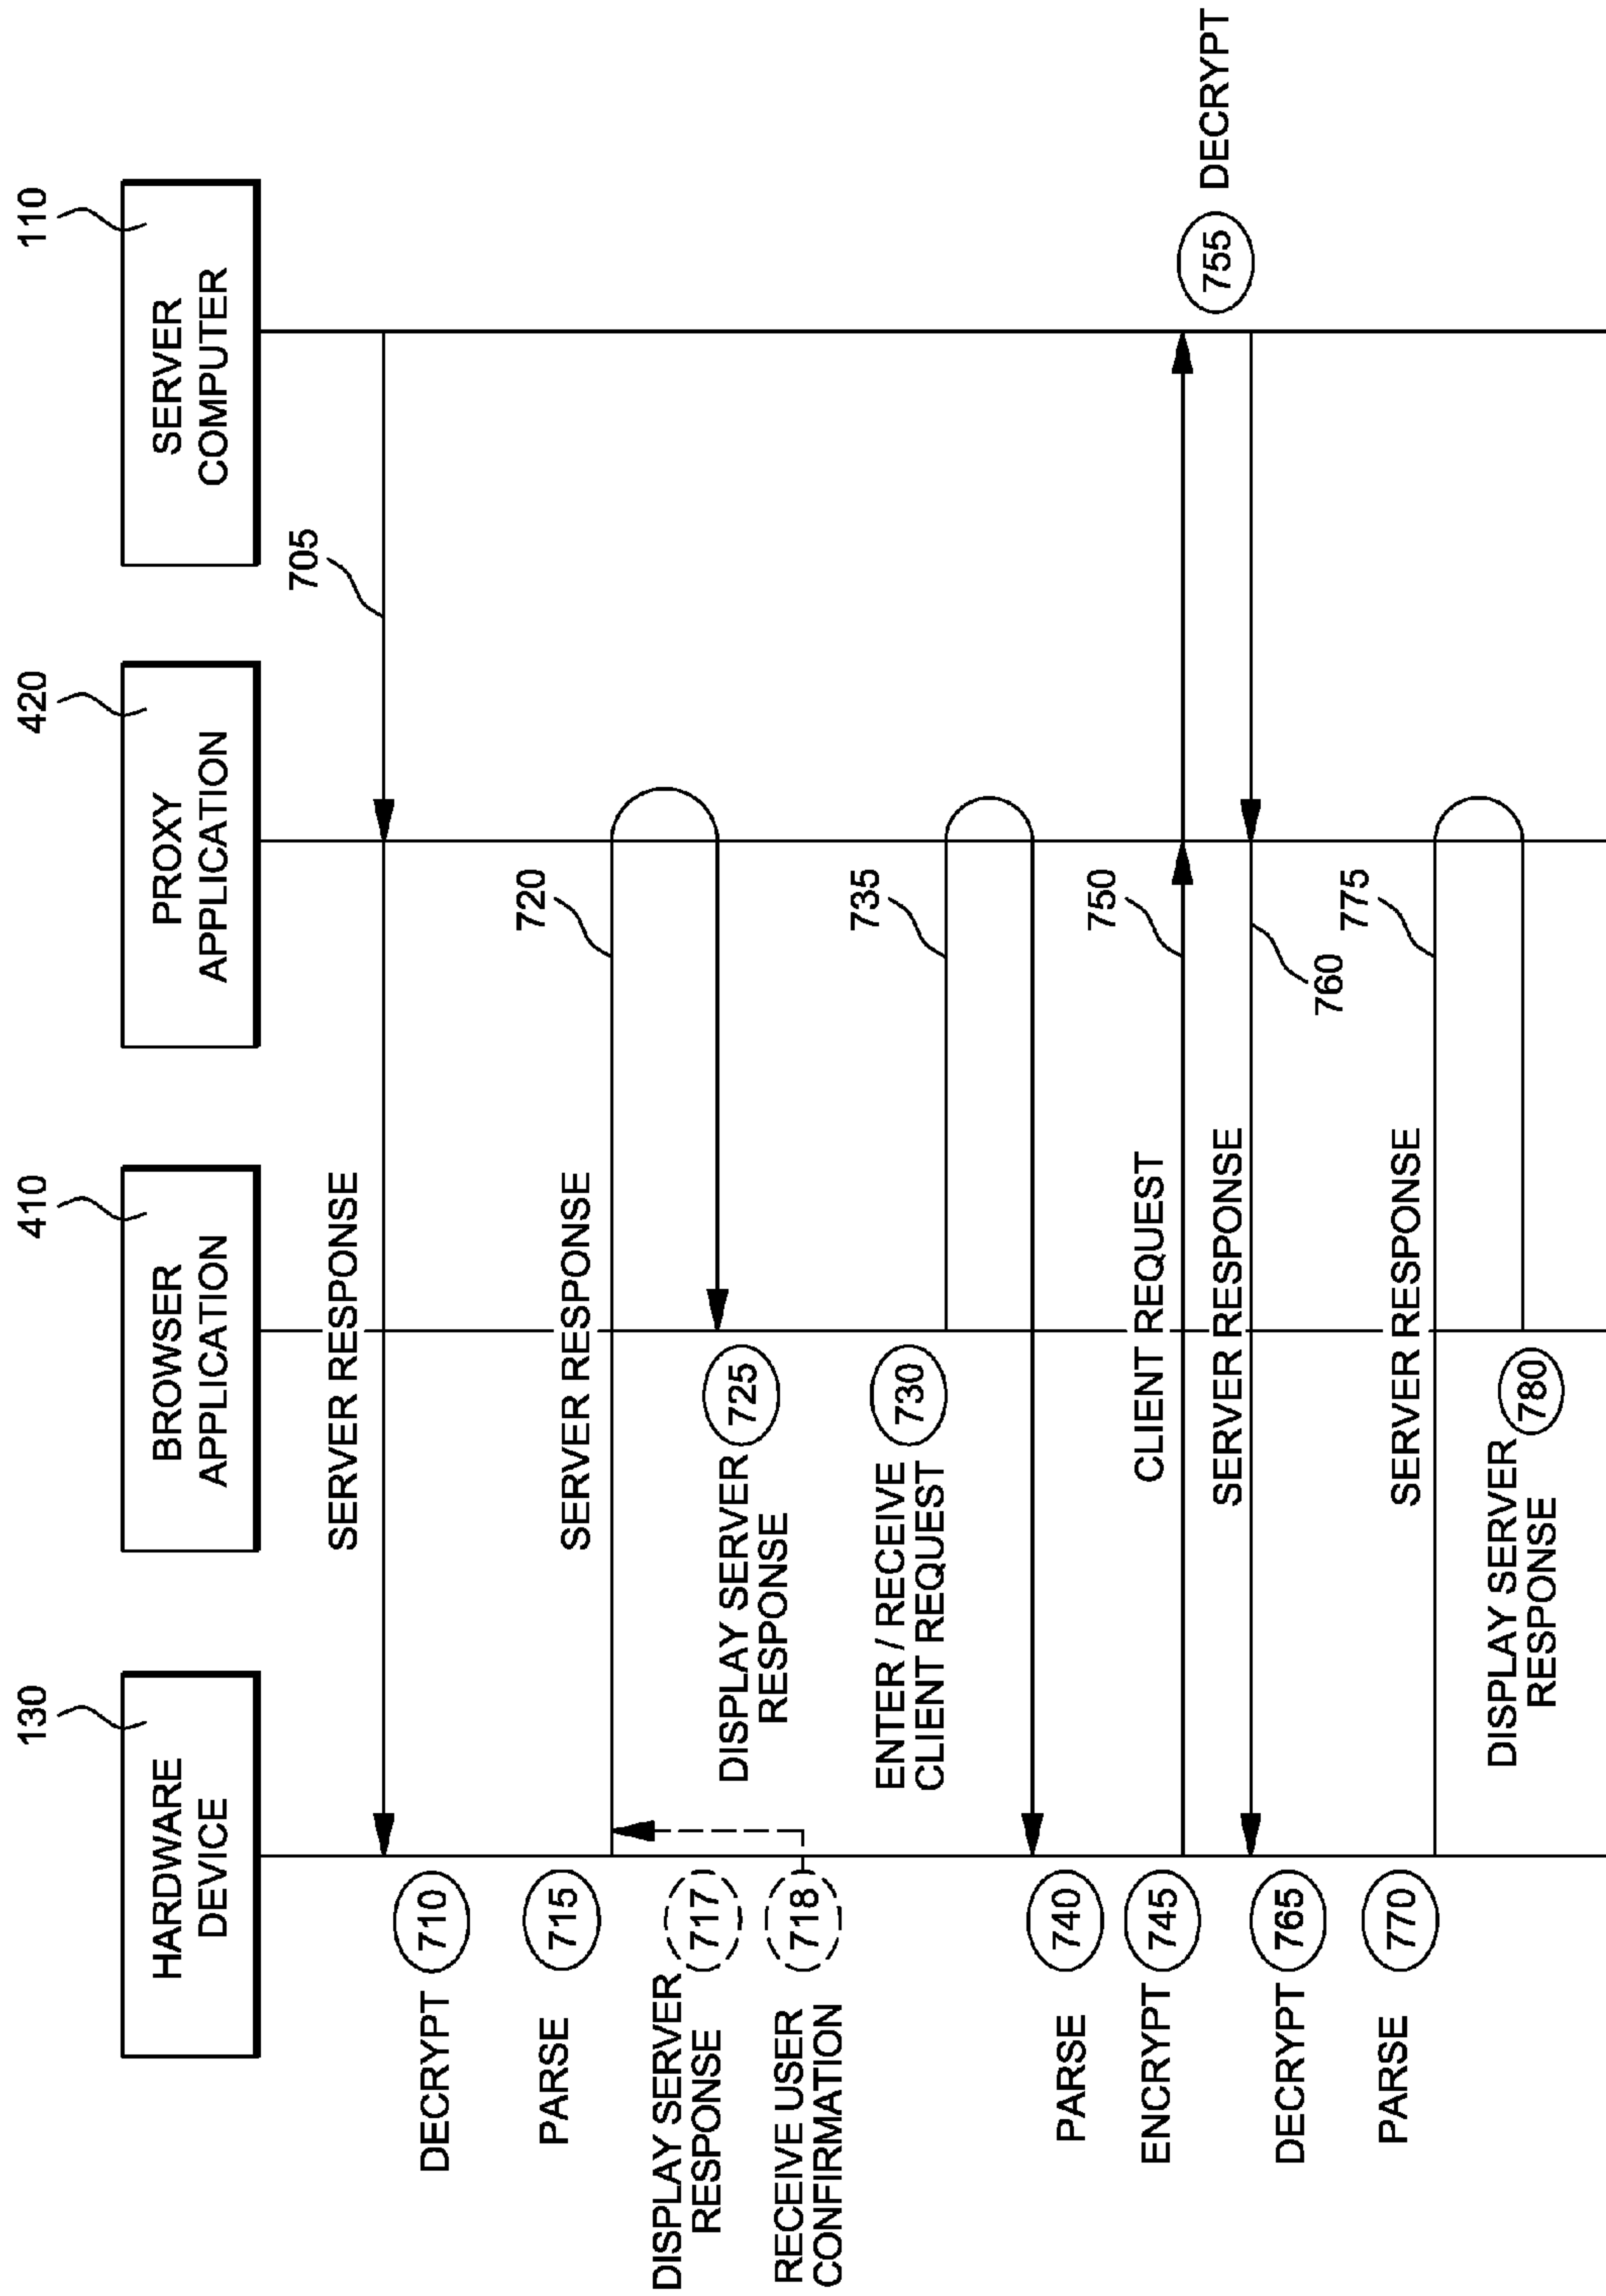 130
410
420
110
HARDWARE
DEVICE
BROWSER
APPLICATION
PROXY
APPLICATION
SERVER
COMPUTER
705
SERVER RESPONSE
DECRYPT
710
PARSE
715
SERVER RESPONSE
720
DISPLAY SERVER
RESPONSE
717
DISPLAY SERVER
RESPONSE
725
RECEIVE USER
CONFIRMATION
718
ENTER / RECEIVE
CLIENT REQUEST
730
735
PARSE
740
ENCRYPT
745
CLIENT REQUEST
750
755
DECRYPT
SERVER RESPONSE
760
DECRYPT
765
PARSE
770
SERVER RESPONSE
775
DISPLAY SERVER
RESPONSE
780